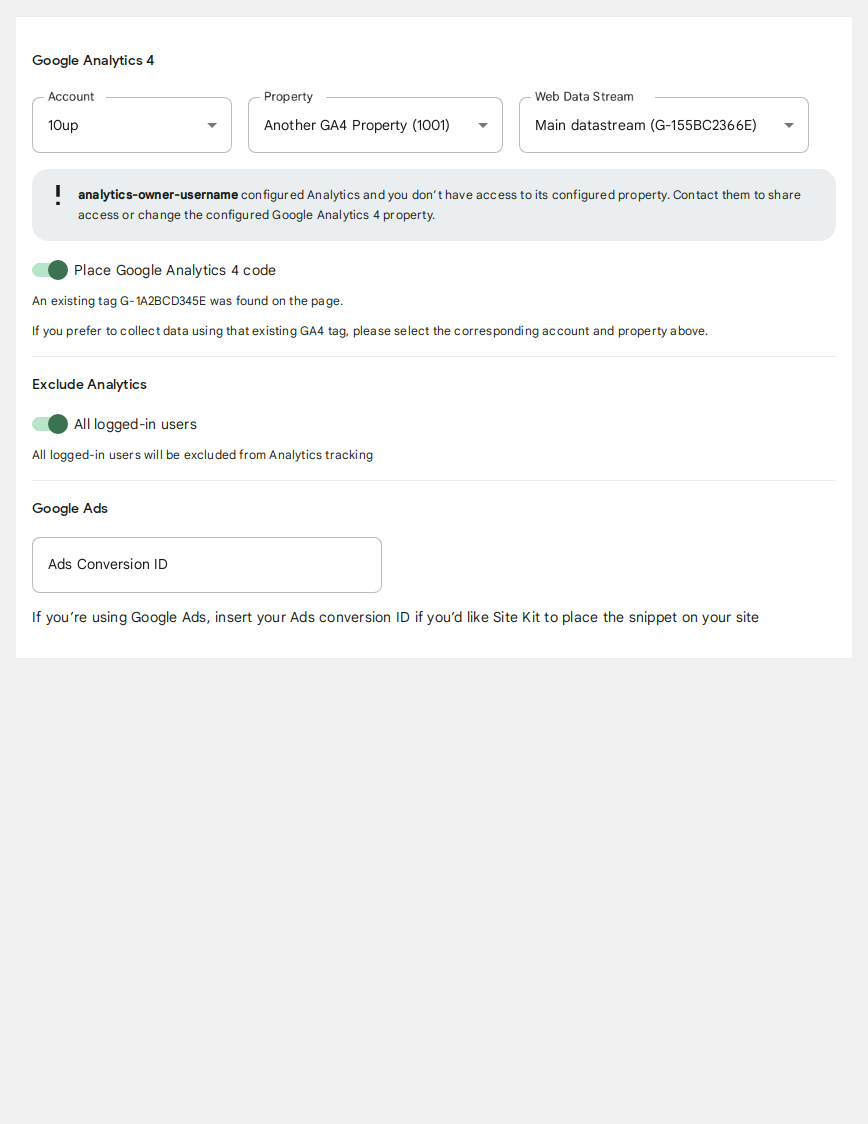 Google Analytics 4
Account
10up
Property
Another GA4 Property (1001)
Web Data Stream
Main datastream (G-155BC2366E)
analytics-owner-username configured Analytics and you don't have access to its configured property. Contact them to share
access or change the configured Google Analytics 4 property.
Place Google Analytics 4 code
An existing tag G-1A2BCD345E was found on the page.
If you prefer to collect data using that existing GA4 tag, please select the corresponding account and property above.
Exclude Analytics
All logged-in users
All logged-in users will be excluded from Analytics tracking
Google Ads
Ads Conversion ID
If you're using Google Ads, insert your Ads conversion ID if you'd like Site Kit to place the snippet on your site